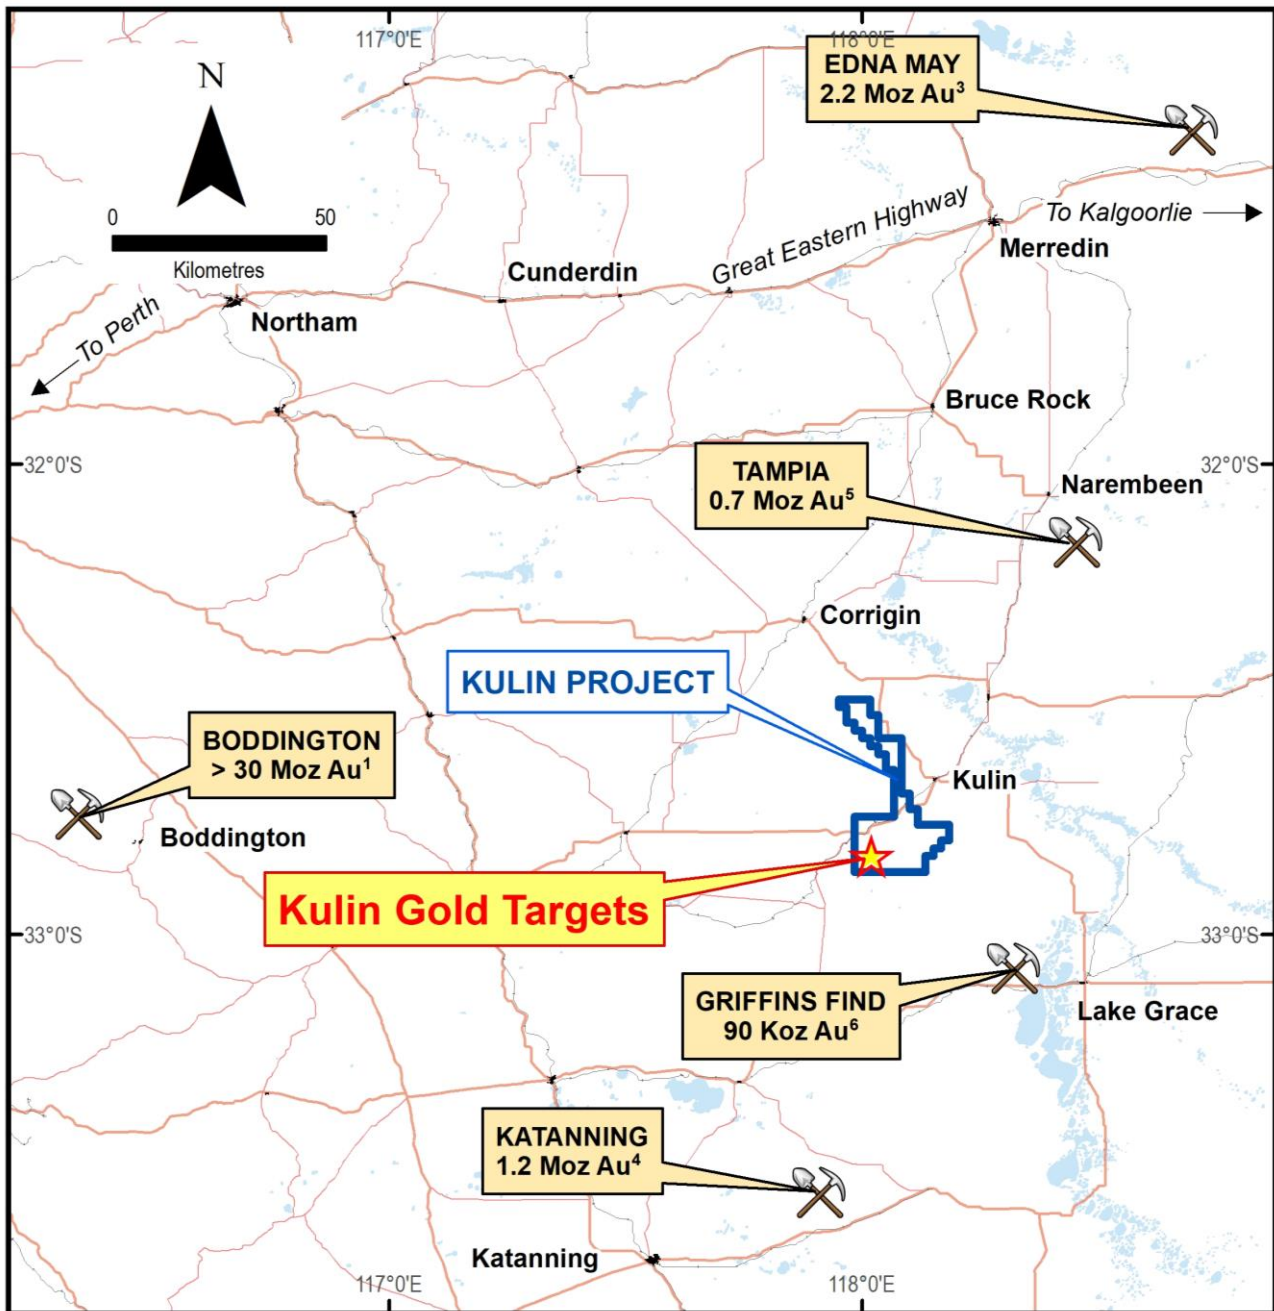 117°0'E
118°0'E
EDNA MAY
2.2 Moz Au³
N
0
50
Kilometres
Great Eastern Highway
To Kalgoorlie
Merredin
Cunderdin
Northam
To Perth
Bruce Rock
32°0'S
32°0'S
TAMPIA
0.7 Moz Au⁵
Narembeen
Corrigin
KULIN PROJECT
BODDINGTON
> 30 Moz Au¹
Kulin
Boddington
Kulin Gold Targets
33°0'S
33°0'S
GRIFFINS FIND
90 Koz Au⁶
Lake Grace
KATANNING
1.2 Moz Au⁴
Katanning
117°0'E
118°0'E